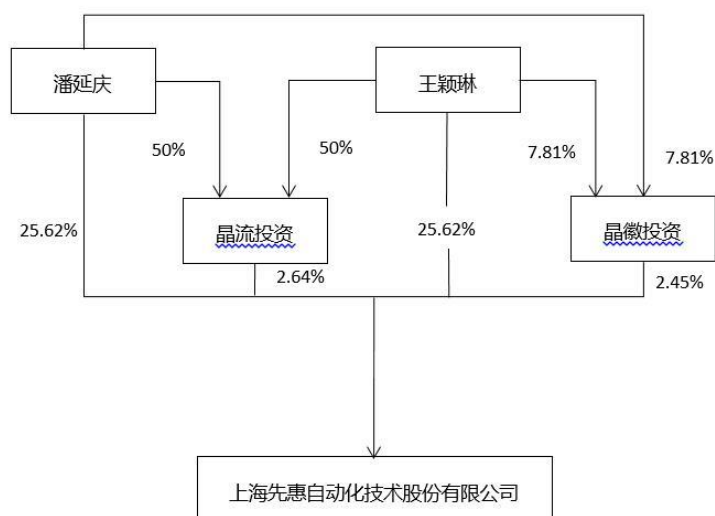 潘延庆
王颖琳
50%
50%
7.81%
7.81%
25.62%
晶流投资
25.62%
晶徽投资
2.64%
2.45%
上海先惠自动化技术股份有限公司